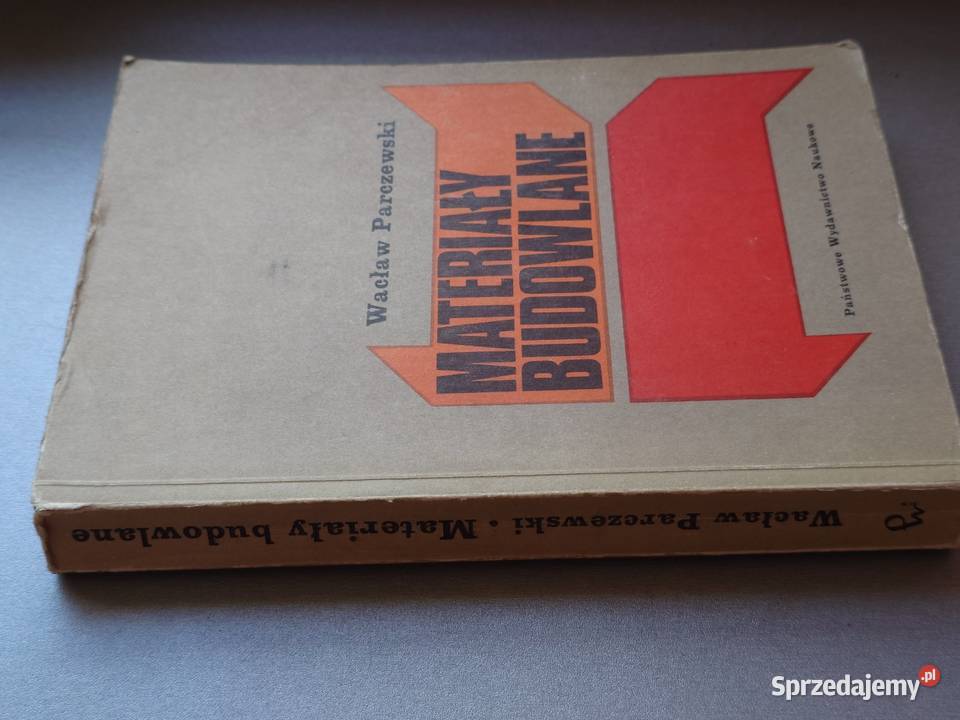 Wacław Parczewski
MATERIAŁY
BUDOWLANE
Państwowe Wydawnictwo Naukowe
Wacław Parczewski • Materiały budowlane
Sprzedajemy.pl